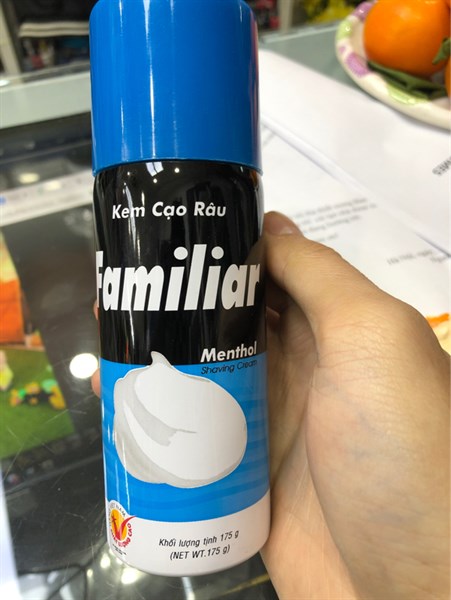 Kem Cạo Râu
Familiar
Menthol
Shaving Cream
Khối lượng tịnh 175 g
(NET WT.175 g)